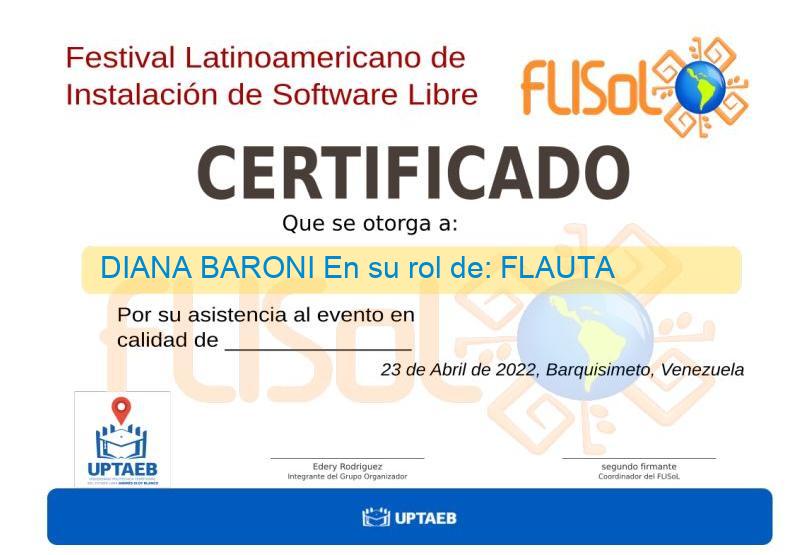 Festival Latinoamericano de
Instalación de Software Libre
FLISoL
CERTIFICADO
Que se otorga a:
DIANA BARONI En su rol de: FLAUTA
Por su asistencia al evento en
calidad de
23 de Abril de 2022, Barquisimeto, Venezuela
UPTAEB
Edery Rodriguez
Integrante del Grupo Organizador
segundo firmante
Coordinador del FLISoL
UPTAEB